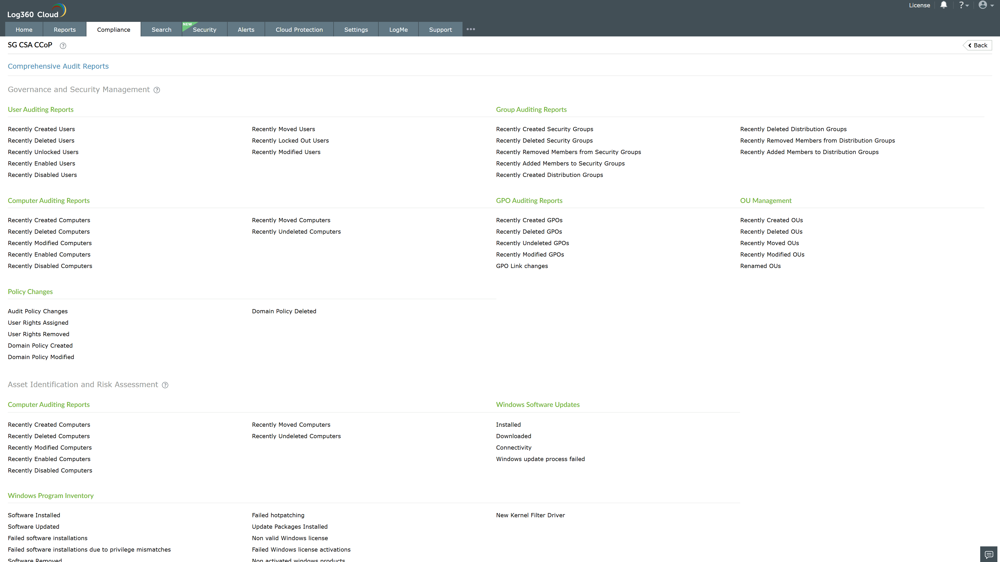 Log360 Cloud
License
?
Home
Reports
Compliance
Search
NEW
Security
Alerts
Cloud Protection
Settings
LogMe
Support
SG CSA CCoP ?
Back
Comprehensive Audit Reports
Governance and Security Management ?
User Auditing Reports
Recently Created Users
Recently Deleted Users
Recently Unlocked Users
Recently Enabled Users
Recently Disabled Users
Recently Moved Users
Recently Locked Out Users
Recently Modified Users
Group Auditing Reports
Recently Created Security Groups
Recently Deleted Security Groups
Recently Removed Members from Security Groups
Recently Added Members to Security Groups
Recently Created Distribution Groups
Recently Deleted Distribution Groups
Recently Removed Members from Distribution Groups
Recently Added Members to Distribution Groups
Computer Auditing Reports
Recently Created Computers
Recently Deleted Computers
Recently Modified Computers
Recently Enabled Computers
Recently Disabled Computers
Recently Moved Computers
Recently Undeleted Computers
GPO Auditing Reports
Recently Created GPOs
Recently Deleted GPOs
Recently Undeleted GPOs
Recently Modified GPOs
GPO Link changes
OU Management
Recently Created OUs
Recently Deleted OUs
Recently Moved OUs
Recently Modified OUs
Renamed OUs
Policy Changes
Audit Policy Changes
User Rights Assigned
User Rights Removed
Domain Policy Created
Domain Policy Modified
Domain Policy Deleted
Asset Identification and Risk Assessment ?
Computer Auditing Reports
Recently Created Computers
Recently Deleted Computers
Recently Modified Computers
Recently Enabled Computers
Recently Disabled Computers
Recently Moved Computers
Recently Undeleted Computers
Windows Software Updates
Installed
Downloaded
Connectivity
Windows update process failed
Windows Program Inventory
Software Installed
Software Updated
Failed software installations
Failed software installations due to privilege mismatches
Software Removed
Failed hotpatching
Update Packages Installed
Non valid Windows license
Failed Windows license activations
Non activated windows products
New Kernel Filter Driver